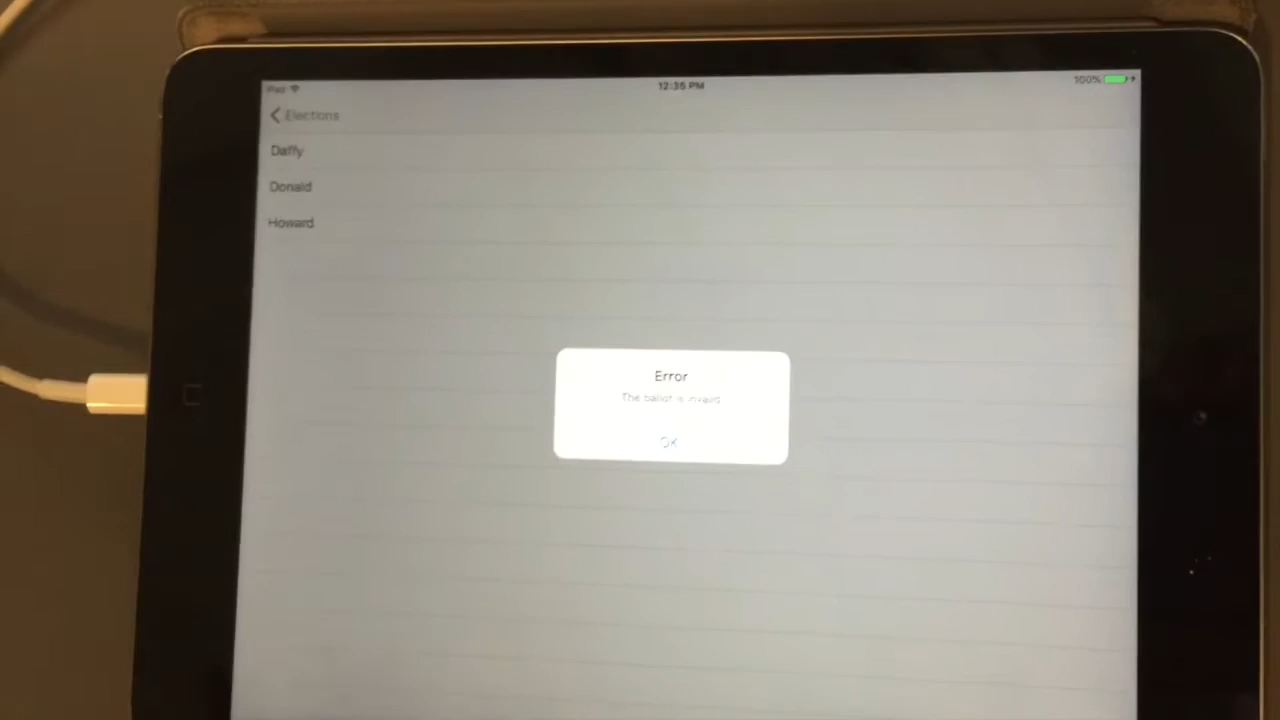 iPad 12:35 PM 100%
Elections
Daffy
Donald
Howard
Error
The ballot is invalid
OK